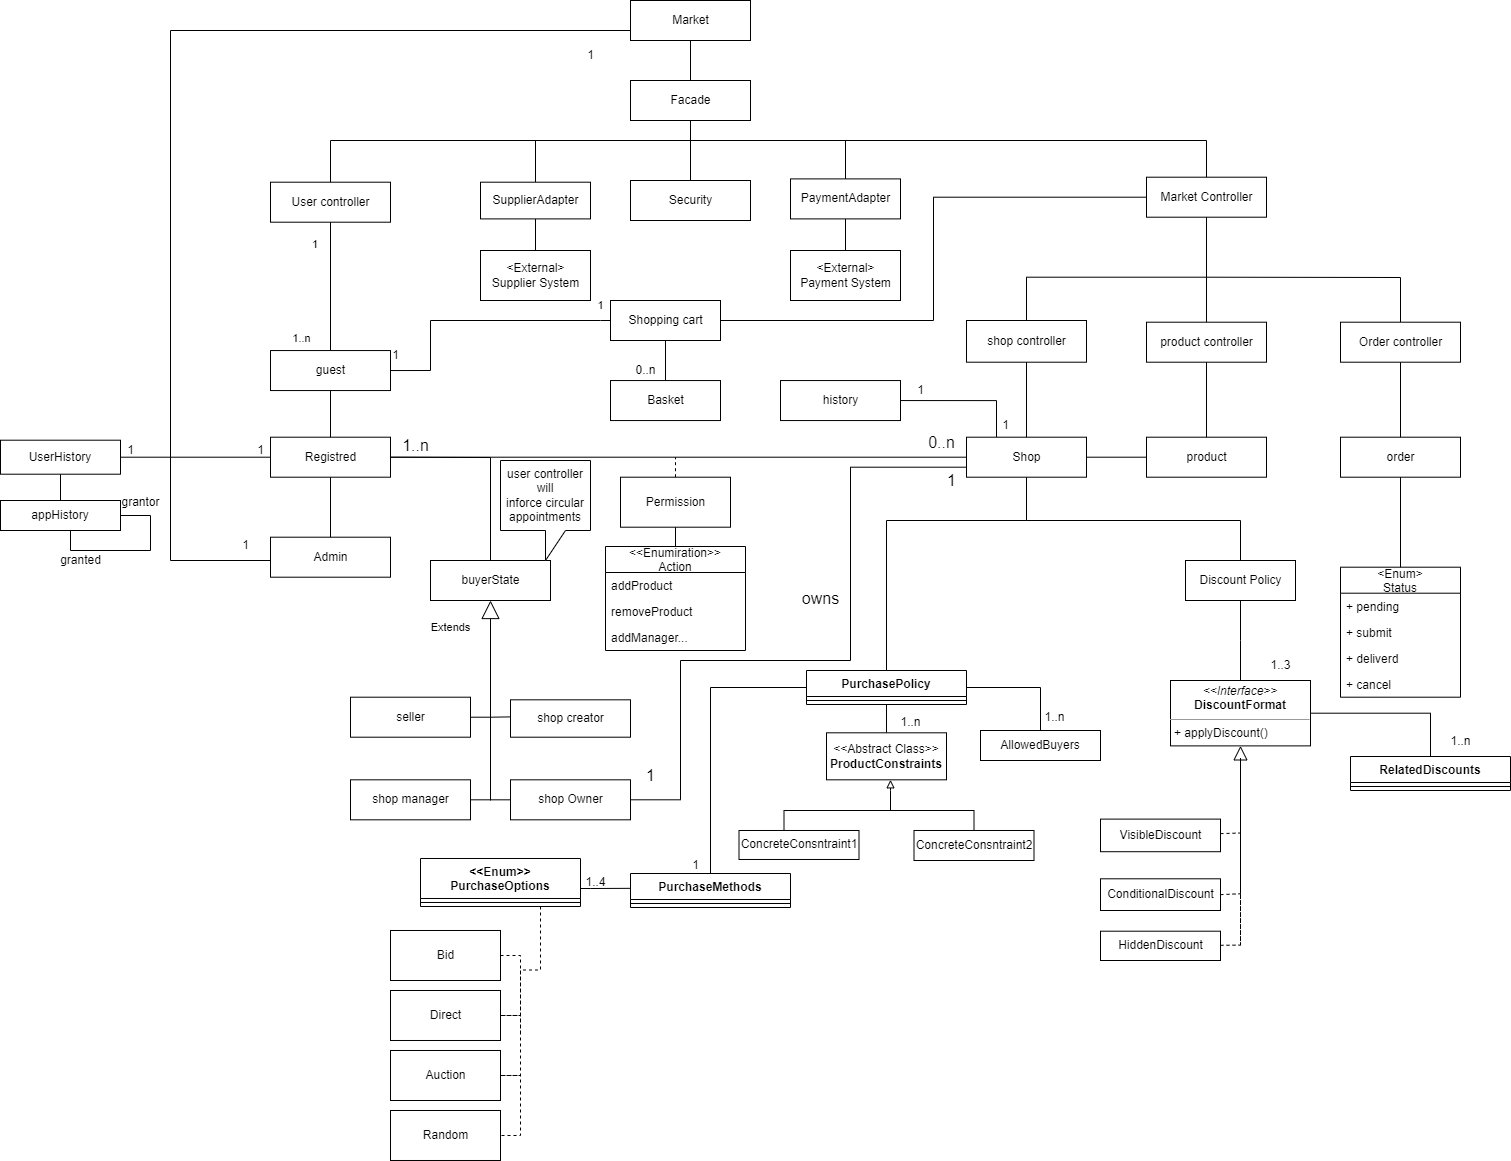 Market
1
Facade
User controller
SupplierAdapter
Security
PaymentAdapter
Market Controller
1
<External>
Supplier System
<External>
Payment System
1
Shopping cart
1..n
1
guest
0..n
Basket
shop controller
product controller
Order controller
history
1
1
UserHistory
1
1
Registred
1..n
0..n
Shop
1
product
order
appHistory
grantor
granted
1
Admin
user controller
will
inforce circular
appointments
buyerState
Extends
Permission
<<Enumiration>>
Action
addProduct
removeProduct
addManager...
owns
Discount Policy
<Enum>
Status
+ pending
+ submit
+ deliverd
+ cancel
1..3
<<Interface>>
DiscountFormat
+ applyDiscount()
1..n
RelatedDiscounts
PurchasePolicy
1..n
1..n
AllowedBuyers
<<Abstract Class>>
ProductConstraints
ConcreteConsntraint1
ConcreteConsntraint2
seller
shop creator
shop manager
shop Owner
1
VisibleDiscount
ConditionalDiscount
HiddenDiscount
<<Enum>>
PurchaseOptions
1..4
1
PurchaseMethods
Bid
Direct
Auction
Random